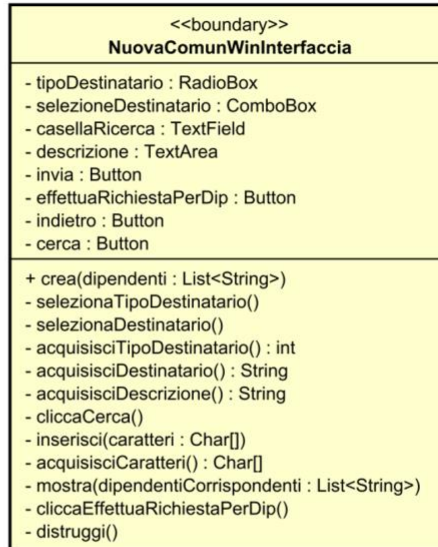 <<boundary>>
NuovaComunWinInterfaccia
- tipoDestinatario : RadioBox
- selezioneDestinatario : ComboBox
- casellaRicerca : TextField
- descrizione : TextArea
- invia : Button
- effettuaRichiestaPerDip : Button
- indietro : Button
- cerca : Button
+ crea(dipendenti : List<String>)
- selezionaTipoDestinatario()
- selezionaDestinatario()
- acquisisciTipoDestinatario() : int
- acquisisciDestinatario() : String
- acquisisciDescrizione() : String
- cliccaCerca()
- inserisci(caratteri : Char[])
- acquisisciCaratteri() : Char[]
- mostra(dipendentiCorrispondenti : List<String>)
- cliccaEffettuaRichiestaPerDip()
- distruggi()